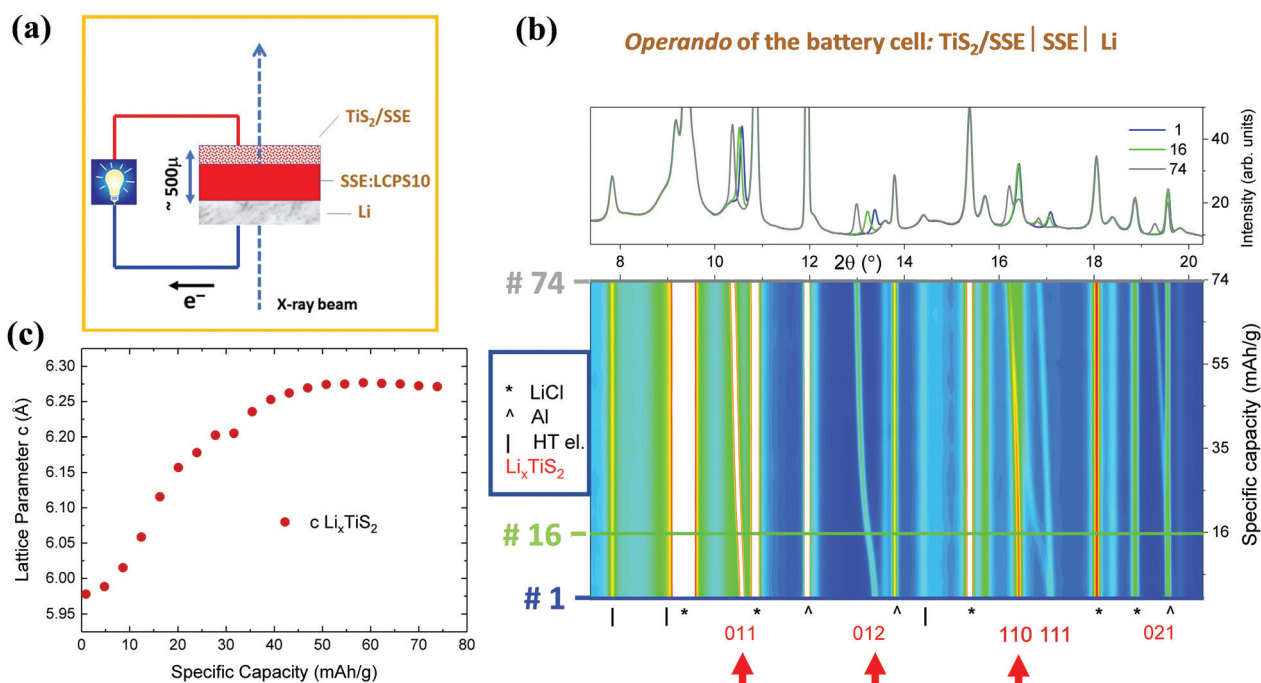 (a)
TiS₂/SSE
~ 500μ
SSE:LCPS10
Li
e⁻
X-ray beam
(b)
Operando of the battery cell: TiS₂/SSE | SSE | Li
1
16
74
40
20
Intensity (arb. units)
8 10 12 14 16 18 20
2θ (°)
# 74
# 16
# 1
* LiCl
^ Al
| HT el.
LiₓTiS₂
74
55
35
16
Specific capacity (mAh/g)
| | * * ^ ^ | * * * ^
011 012 110 111 021
(c)
6.30
6.25
6.20
6.15
6.10
6.05
6.00
5.95
Lattice Parameter c (Å)
c LiₓTiS₂
0 10 20 30 40 50 60 70 80
Specific Capacity (mAh/g)